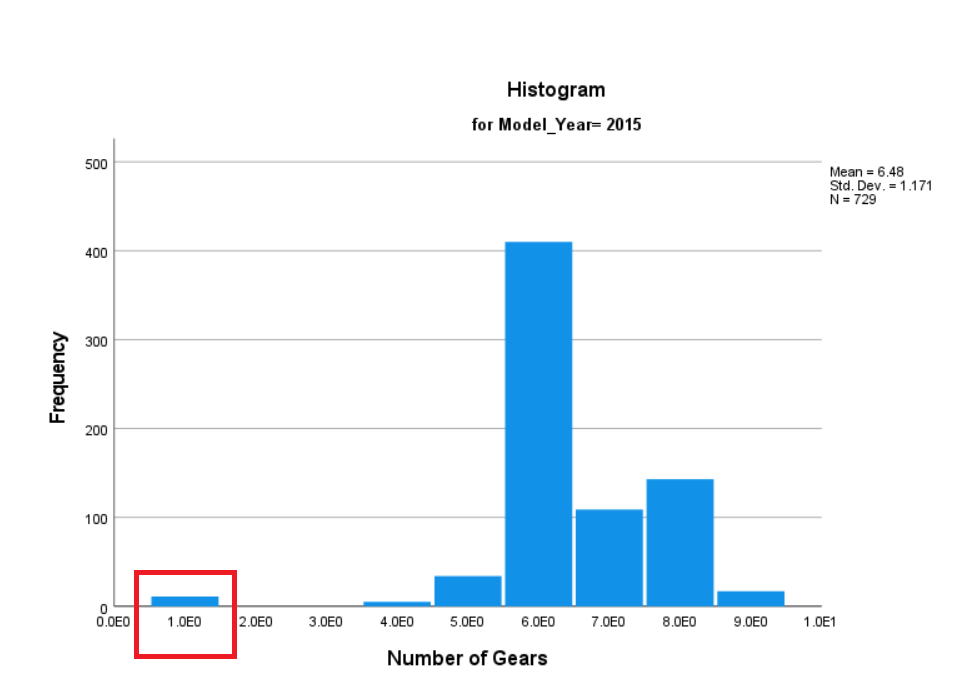 Histogram
for Model_Year= 2015
500
400
300
200
100
0
Frequency
0.0E0 1.0E0 2.0E0 3.0E0 4.0E0 5.0E0 6.0E0 7.0E0 8.0E0 9.0E0 1.0E1
Number of Gears
Mean = 6.48
Std. Dev. = 1.171
N = 729